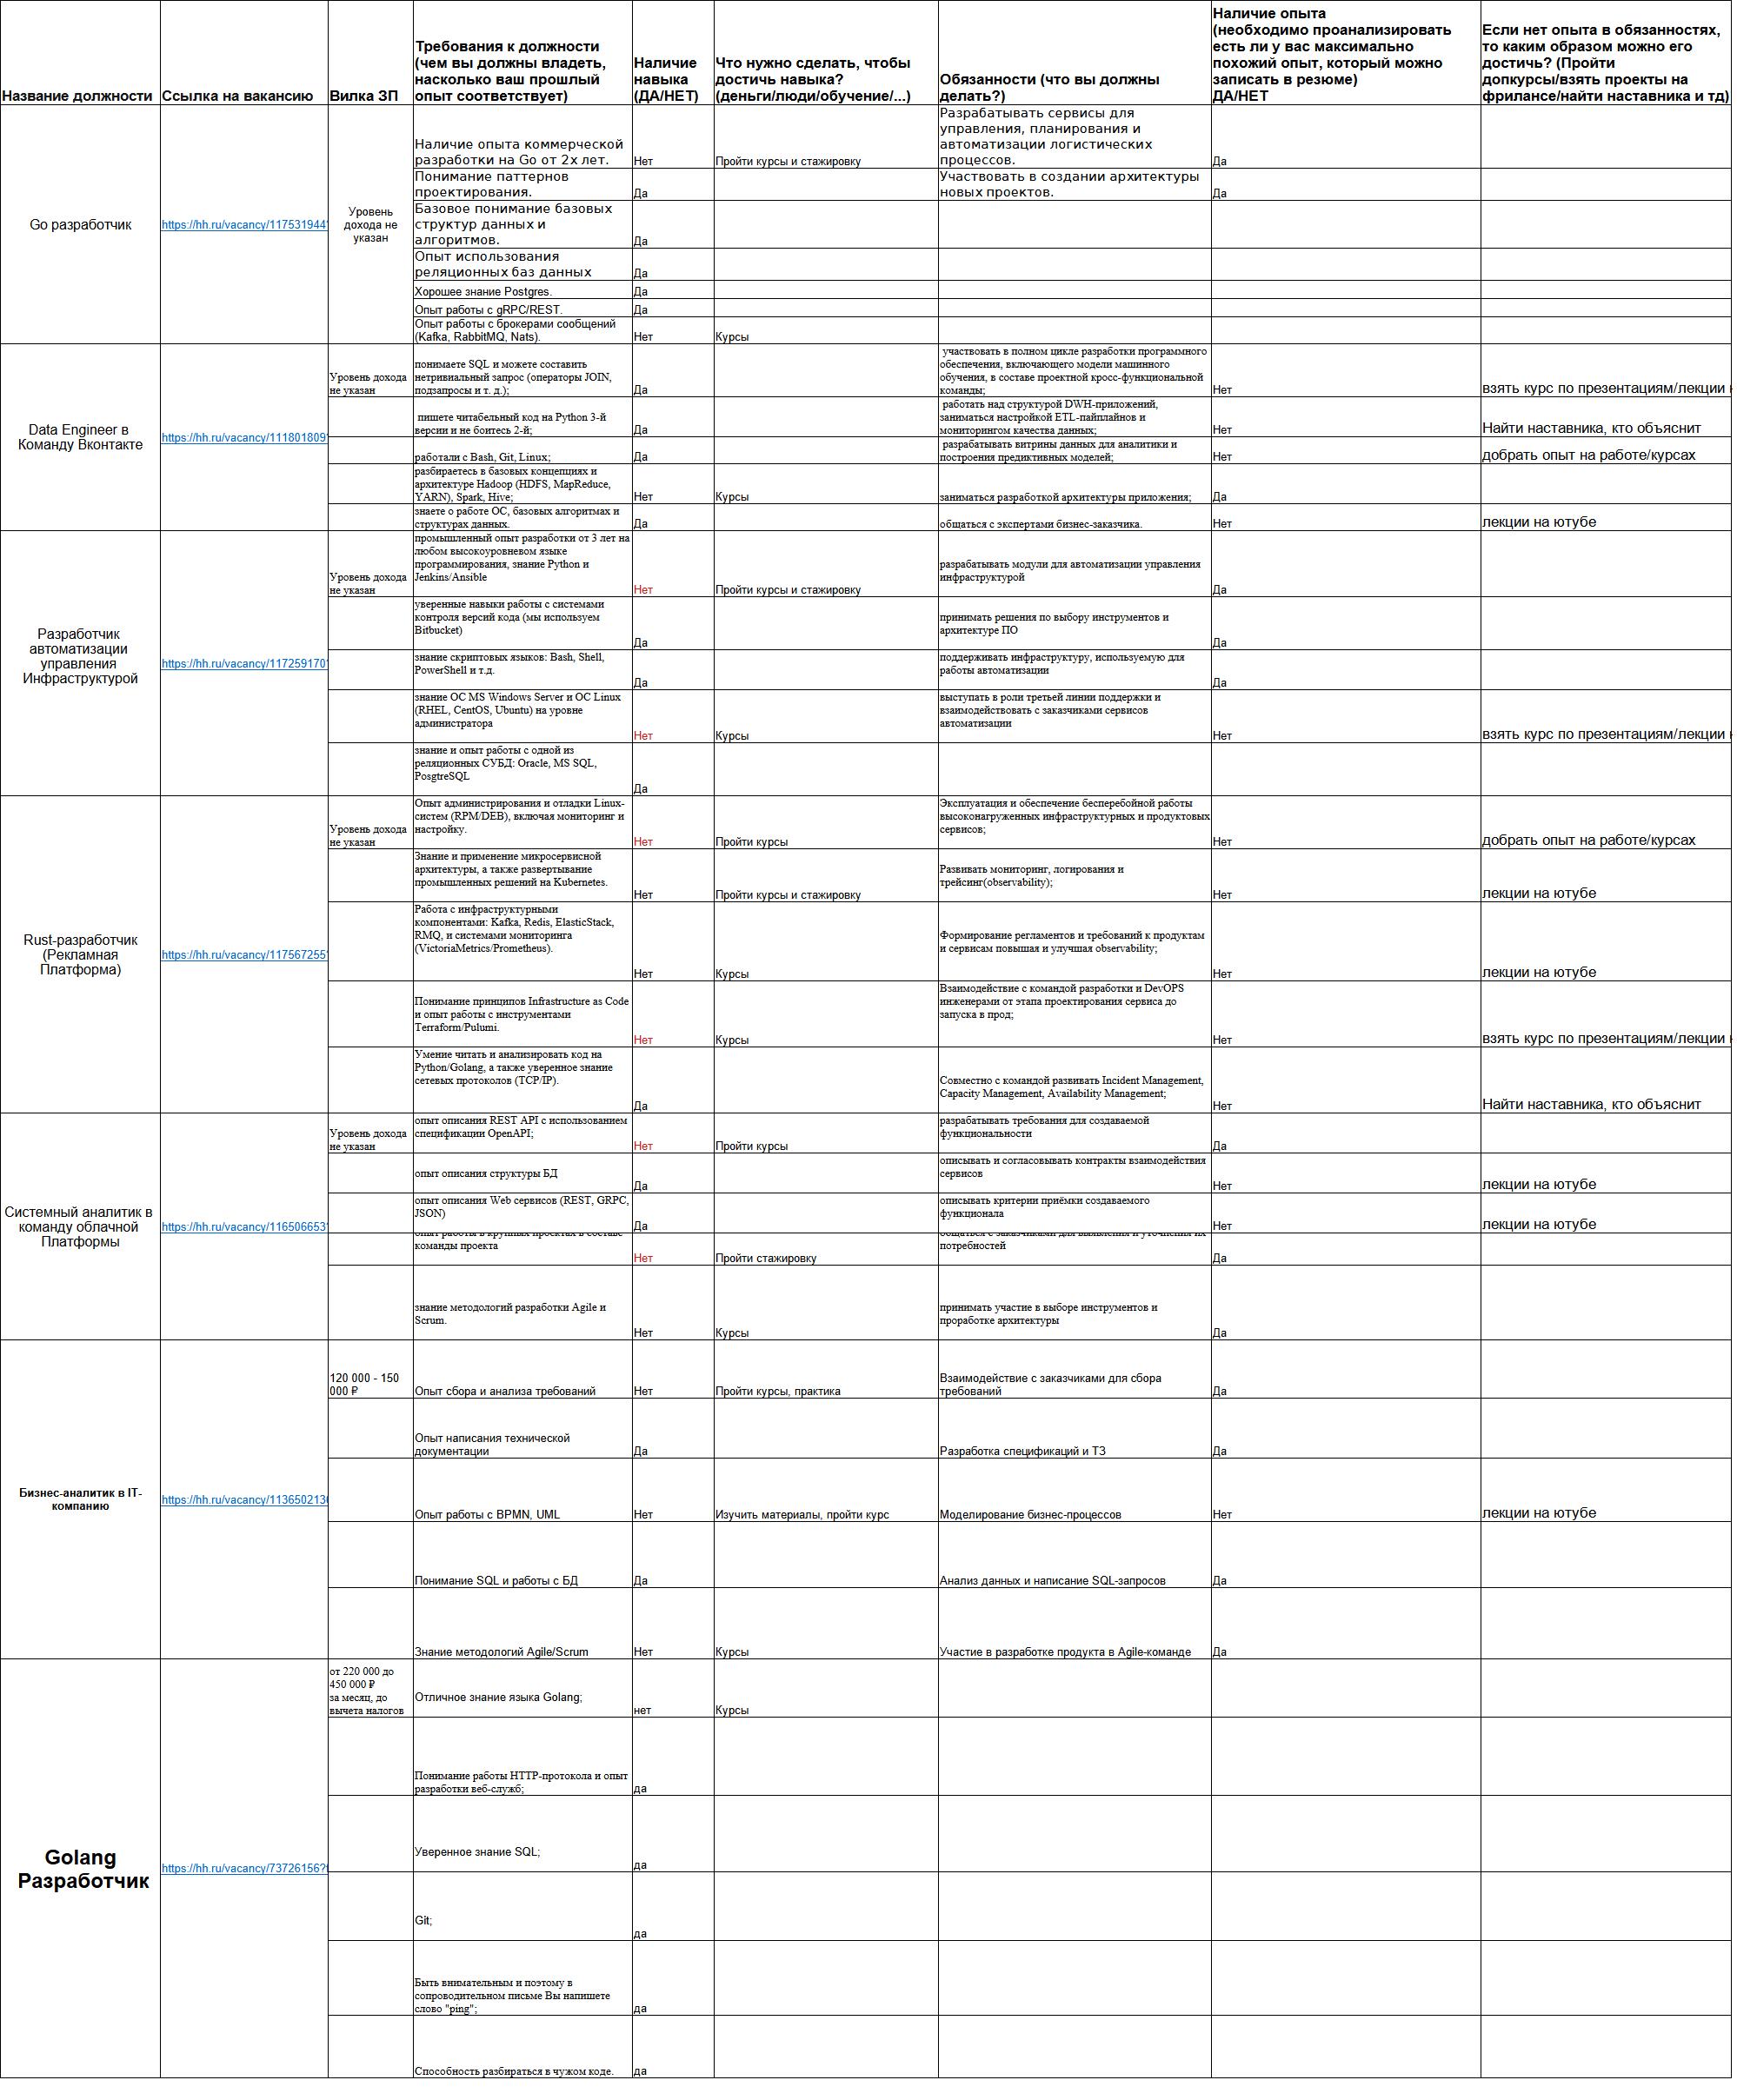 Название должности
Ссылка на вакансию
Вилка ЗП
Требования к должности
(чем вы должны владеть,
насколько ваш прошлый
опыт соответствует)
Наличие
навыка
(ДА/НЕТ)
Что нужно сделать, чтобы
достичь навыка?
(деньги/люди/обучение/...)
Обязанности (что вы должны
делать?)
Наличие опыта
(необходимо проанализировать
есть ли у вас максимально
похожий опыт, который можно
записать в резюме)
ДА/НЕТ
Если нет опыта в обязанностях,
то каким образом можно его
достичь? (Пройти
допкурсы/взять проекты на
фрилансе/найти наставника и тд)
Go разработчик
https://hh.ru/vacancy/117531944
Уровень
дохода не
указан
Наличие опыта коммерческой
разработки на Go от 2х лет.
Нет
Пройти курсы и стажировку
Разрабатывать сервисы для
управления, планирования и
автоматизации логистических
процессов.
Да
Понимание паттернов
проектирования.
Да
Участвовать в создании архитектуры
новых проектов.
Да
Базовое понимание базовых
структур данных и
алгоритмов.
Да
Опыт использования
реляционных баз данных
Да
Хорошее знание Postgres.
Да
Опыт работы с gRPC/REST.
Да
Опыт работы с брокерами сообщений
(Kafka, RabbitMQ, Nats).
Нет
Курсы
Data Engineer в
Команду Вконтакте
https://hh.ru/vacancy/111801809
Уровень дохода
не указан
понимаете SQL и можете составить
нетривиальный запрос (операторы JOIN,
подзапросы и т. д.);
Да
участвовать в полном цикле разработки программного
обеспечения, включающего модели машинного
обучения, в составе проектной кросс-функциональной
команды;
Нет
взять курс по презентациям/лекции
пишете читабельный код на Python 3-й
версии и не боитесь 2-й;
Да
работать над структурой DWH-приложений,
заниматься настройкой ETL-пайплайнов и
мониторингом качества данных;
Нет
Найти наставника, кто объяснит
работали с Bash, Git, Linux;
Да
разрабатывать витрины данных для аналитики и
построения предиктивных моделей;
Нет
добрать опыт на работе/курсах
разбираетесь в базовых концепциях и
архитектуре Hadoop (HDFS, MapReduce,
YARN), Spark, Hive;
Нет
Курсы
заниматься разработкой архитектуры приложения;
Да
знаете о работе ОС, базовых алгоритмах и
структурах данных.
Да
общаться с экспертами бизнес-заказчика.
Нет
лекции на ютубе
Разработчик
автоматизации
управления
Инфраструктурой
https://hh.ru/vacancy/117259170
Уровень дохода
не указан
промышленный опыт разработки от 3 лет на
любом высокоуровневом языке
программирования, знание Python и
Jenkins/Ansible
Нет
Пройти курсы и стажировку
разрабатывать модули для автоматизации управления
инфраструктурой
Да
уверенные навыки работы с системами
контроля версий кода (мы используем
Bitbucket)
Да
принимать решения по выбору инструментов и
архитектуре ПО
Да
знание скриптовых языков: Bash, Shell,
PowerShell и т.д.
Да
поддерживать инфраструктуру, используемую для
работы автоматизации
Да
знание ОС MS Windows Server и ОС Linux
(RHEL, CentOS, Ubuntu) на уровне
администратора
Нет
Курсы
выступать в роли третьей линии поддержки и
взаимодействовать с заказчиками сервисов
автоматизации
Нет
взять курс по презентациям/лекции
знание и опыт работы с одной из
реляционных СУБД: Oracle, MS SQL,
PosgtreSQL
Да
Rust-разработчик
(Рекламная
Платформа)
https://hh.ru/vacancy/117567255
Уровень дохода
не указан
Опыт администрирования и отладки Linux-
систем (RPM/DEB), включая мониторинг и
настройку.
Нет
Пройти курсы
Эксплуатация и обеспечение бесперебойной работы
высоконагруженных инфраструктурных и продуктовых
сервисов;
Нет
добрать опыт на работе/курсах
Знание и применение микросервисной
архитектуры, а также развертывание
промышленных решений на Kubernetes.
Нет
Пройти курсы и стажировку
Развивать мониторинг, логирования и
трейсинг(observability);
Нет
лекции на ютубе
Работа с инфраструктурными
компонентами: Kafka, Redis, ElasticStack,
RMQ, и системами мониторинга
(VictoriaMetrics/Prometheus).
Нет
Курсы
Формирование регламентов и требований к продуктам
и сервисам повышая и улучшая observability;
Нет
лекции на ютубе
Понимание принципов Infrastructure as Code
и опыт работы с инструментами
Terraform/Pulumi.
Нет
Курсы
Взаимодействие с командой разработки и DevOPS
инженерами от этапа проектирования сервиса до
запуска в прод;
Нет
взять курс по презентациям/лекции
Умение читать и анализировать код на
Python/Golang, а также уверенное знание
сетевых протоколов (TCP/IP).
Да
Совместно с командой развивать Incident Management,
Capacity Management, Availability Management;
Нет
Найти наставника, кто объяснит
Системный аналитик в
команду облачной
Платформы
https://hh.ru/vacancy/116506653
Уровень дохода
не указан
опыт описания REST API с использованием
спецификации OpenAPI;
Нет
Пройти курсы
разрабатывать требования для создаваемой
функциональности
Да
опыт описания структуры БД
Да
описывать и согласовывать контракты взаимодействия
сервисов
Нет
лекции на ютубе
опыт описания Web сервисов (REST, GRPC,
JSON)
Да
описывать критерии приёмки создаваемого
функционала
Нет
лекции на ютубе
опыт работы в крупных проектах в составе
команды проекта
Нет
Пройти стажировку
общаться с заказчиками для выявления и уточнения их
потребностей
Да
знание методологий разработки Agile и
Scrum.
Нет
Курсы
принимать участие в выборе инструментов и
проработке архитектуры
Да
Бизнес-аналитик в IT-
компанию
https://hh.ru/vacancy/113650213
120 000 - 150
000 ₽
Опыт сбора и анализа требований
Нет
Пройти курсы, практика
Взаимодействие с заказчиками для сбора
требований
Да
Опыт написания технической
документации
Да
Разработка спецификаций и ТЗ
Да
Опыт работы с BPMN, UML
Нет
Изучить материалы, пройти курс
Моделирование бизнес-процессов
Нет
лекции на ютубе
Понимание SQL и работы с БД
Да
Анализ данных и написание SQL-запросов
Да
Знание методологий Agile/Scrum
Нет
Курсы
Участие в разработке продукта в Agile-команде
Да
Golang
Разработчик
https://hh.ru/vacancy/73726156?
от 220 000 до
450 000 ₽
за месяц, до
вычета налогов
Отличное знание языка Golang;
нет
Курсы
Понимание работы HTTP-протокола и опыт
разработки веб-служб;
да
Уверенное знание SQL;
да
Git;
да
Быть внимательным и поэтому в
сопроводительном письме Вы напишете
слово "ping";
да
Способность разбираться в чужом коде.
да